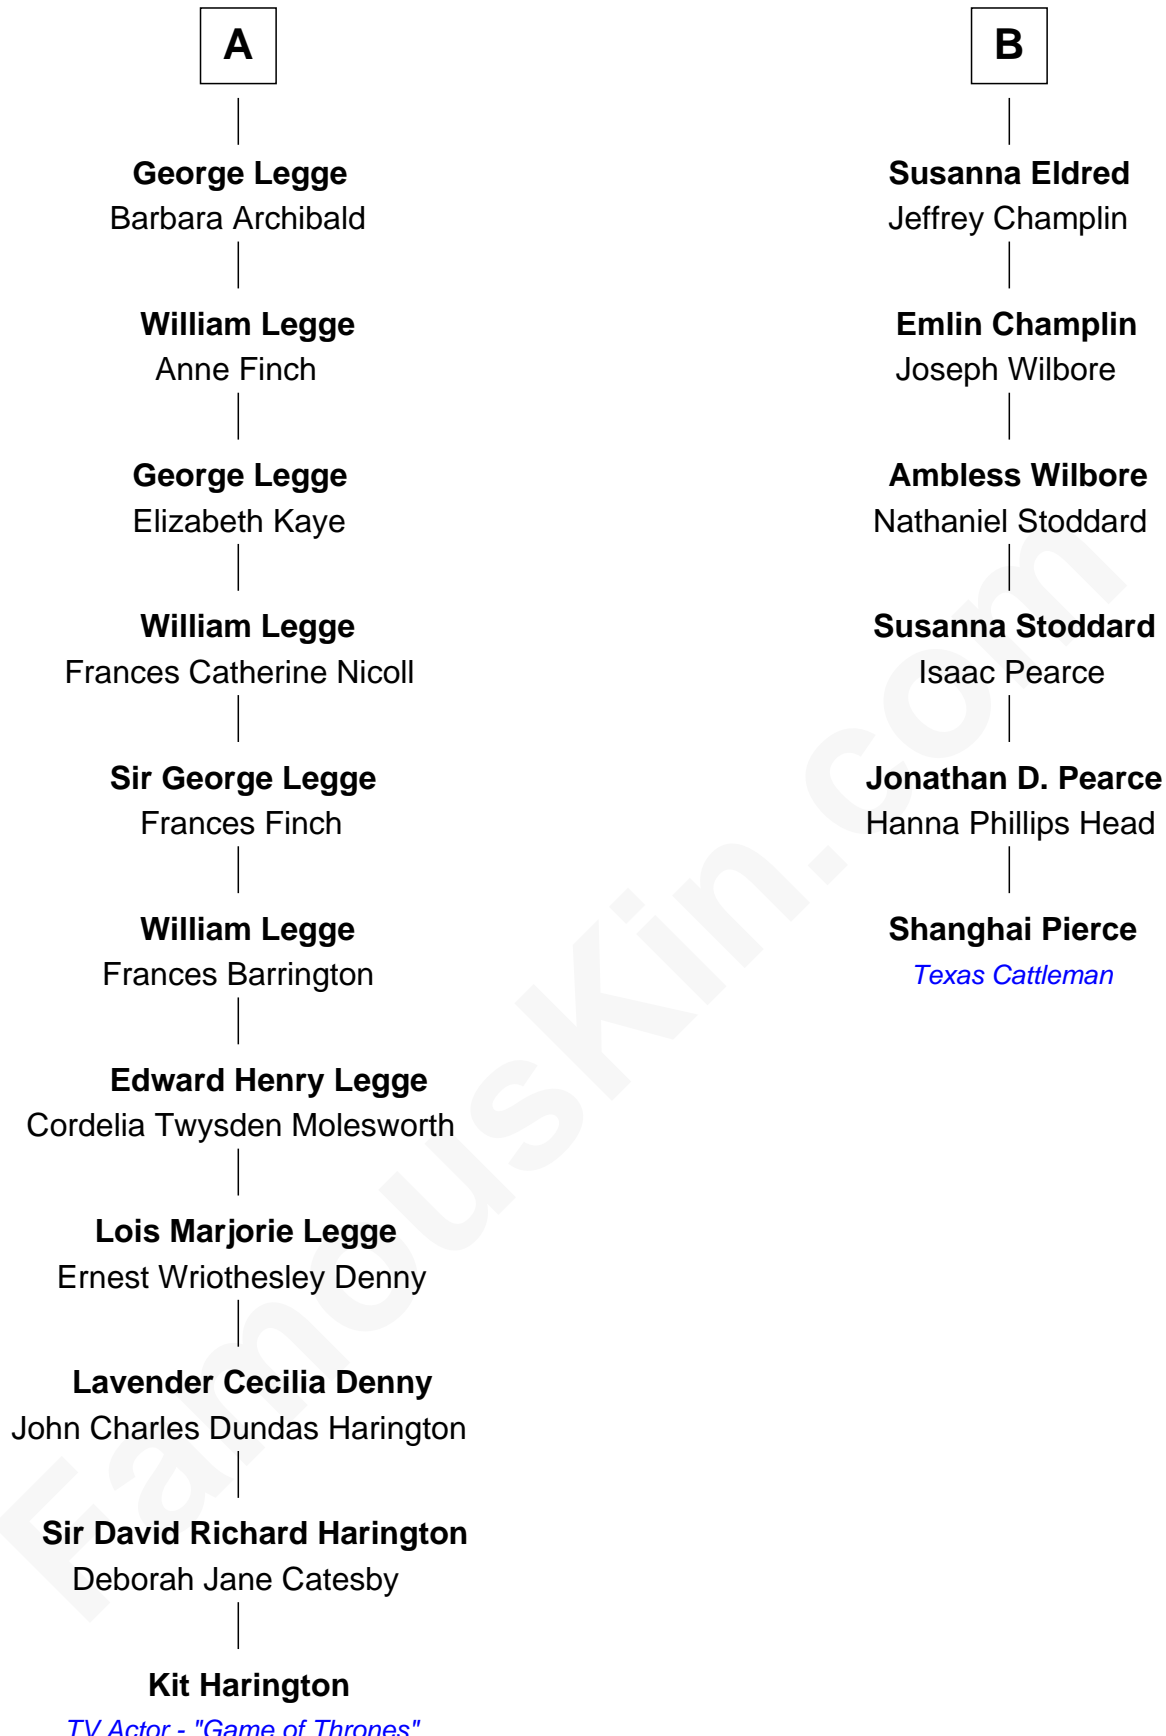 A
George Legge
Barbara Archibald
William Legge
Anne Finch
George Legge
Elizabeth Kaye
William Legge
Frances Catherine Nicoll
Sir George Legge
Frances Finch
William Legge
Frances Barrington
Edward Henry Legge
Cordelia Twysden Molesworth
Lois Marjorie Legge
Ernest Wriothesley Denny
Lavender Cecilia Denny
John Charles Dundas Harington
Sir David Richard Harington
Deborah Jane Catesby
Kit Harington
TV Actor - "Game of Thrones"
B
Susanna Eldred
Jeffrey Champlin
Emlin Champlin
Joseph Wilbore
Ambless Wilbore
Nathaniel Stoddard
Susanna Stoddard
Isaac Pearce
Jonathan D. Pearce
Hanna Phillips Head
Shanghai Pierce
Texas Cattleman
FamousKin.com